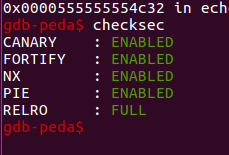 0x0000555555554c32 in ech
gdb-peda$ checksec
CANARY    : ENABLED
FORTIFY   : ENABLED
NX        : ENABLED
PIE       : ENABLED
RELRO     : FULL
gdb-peda$